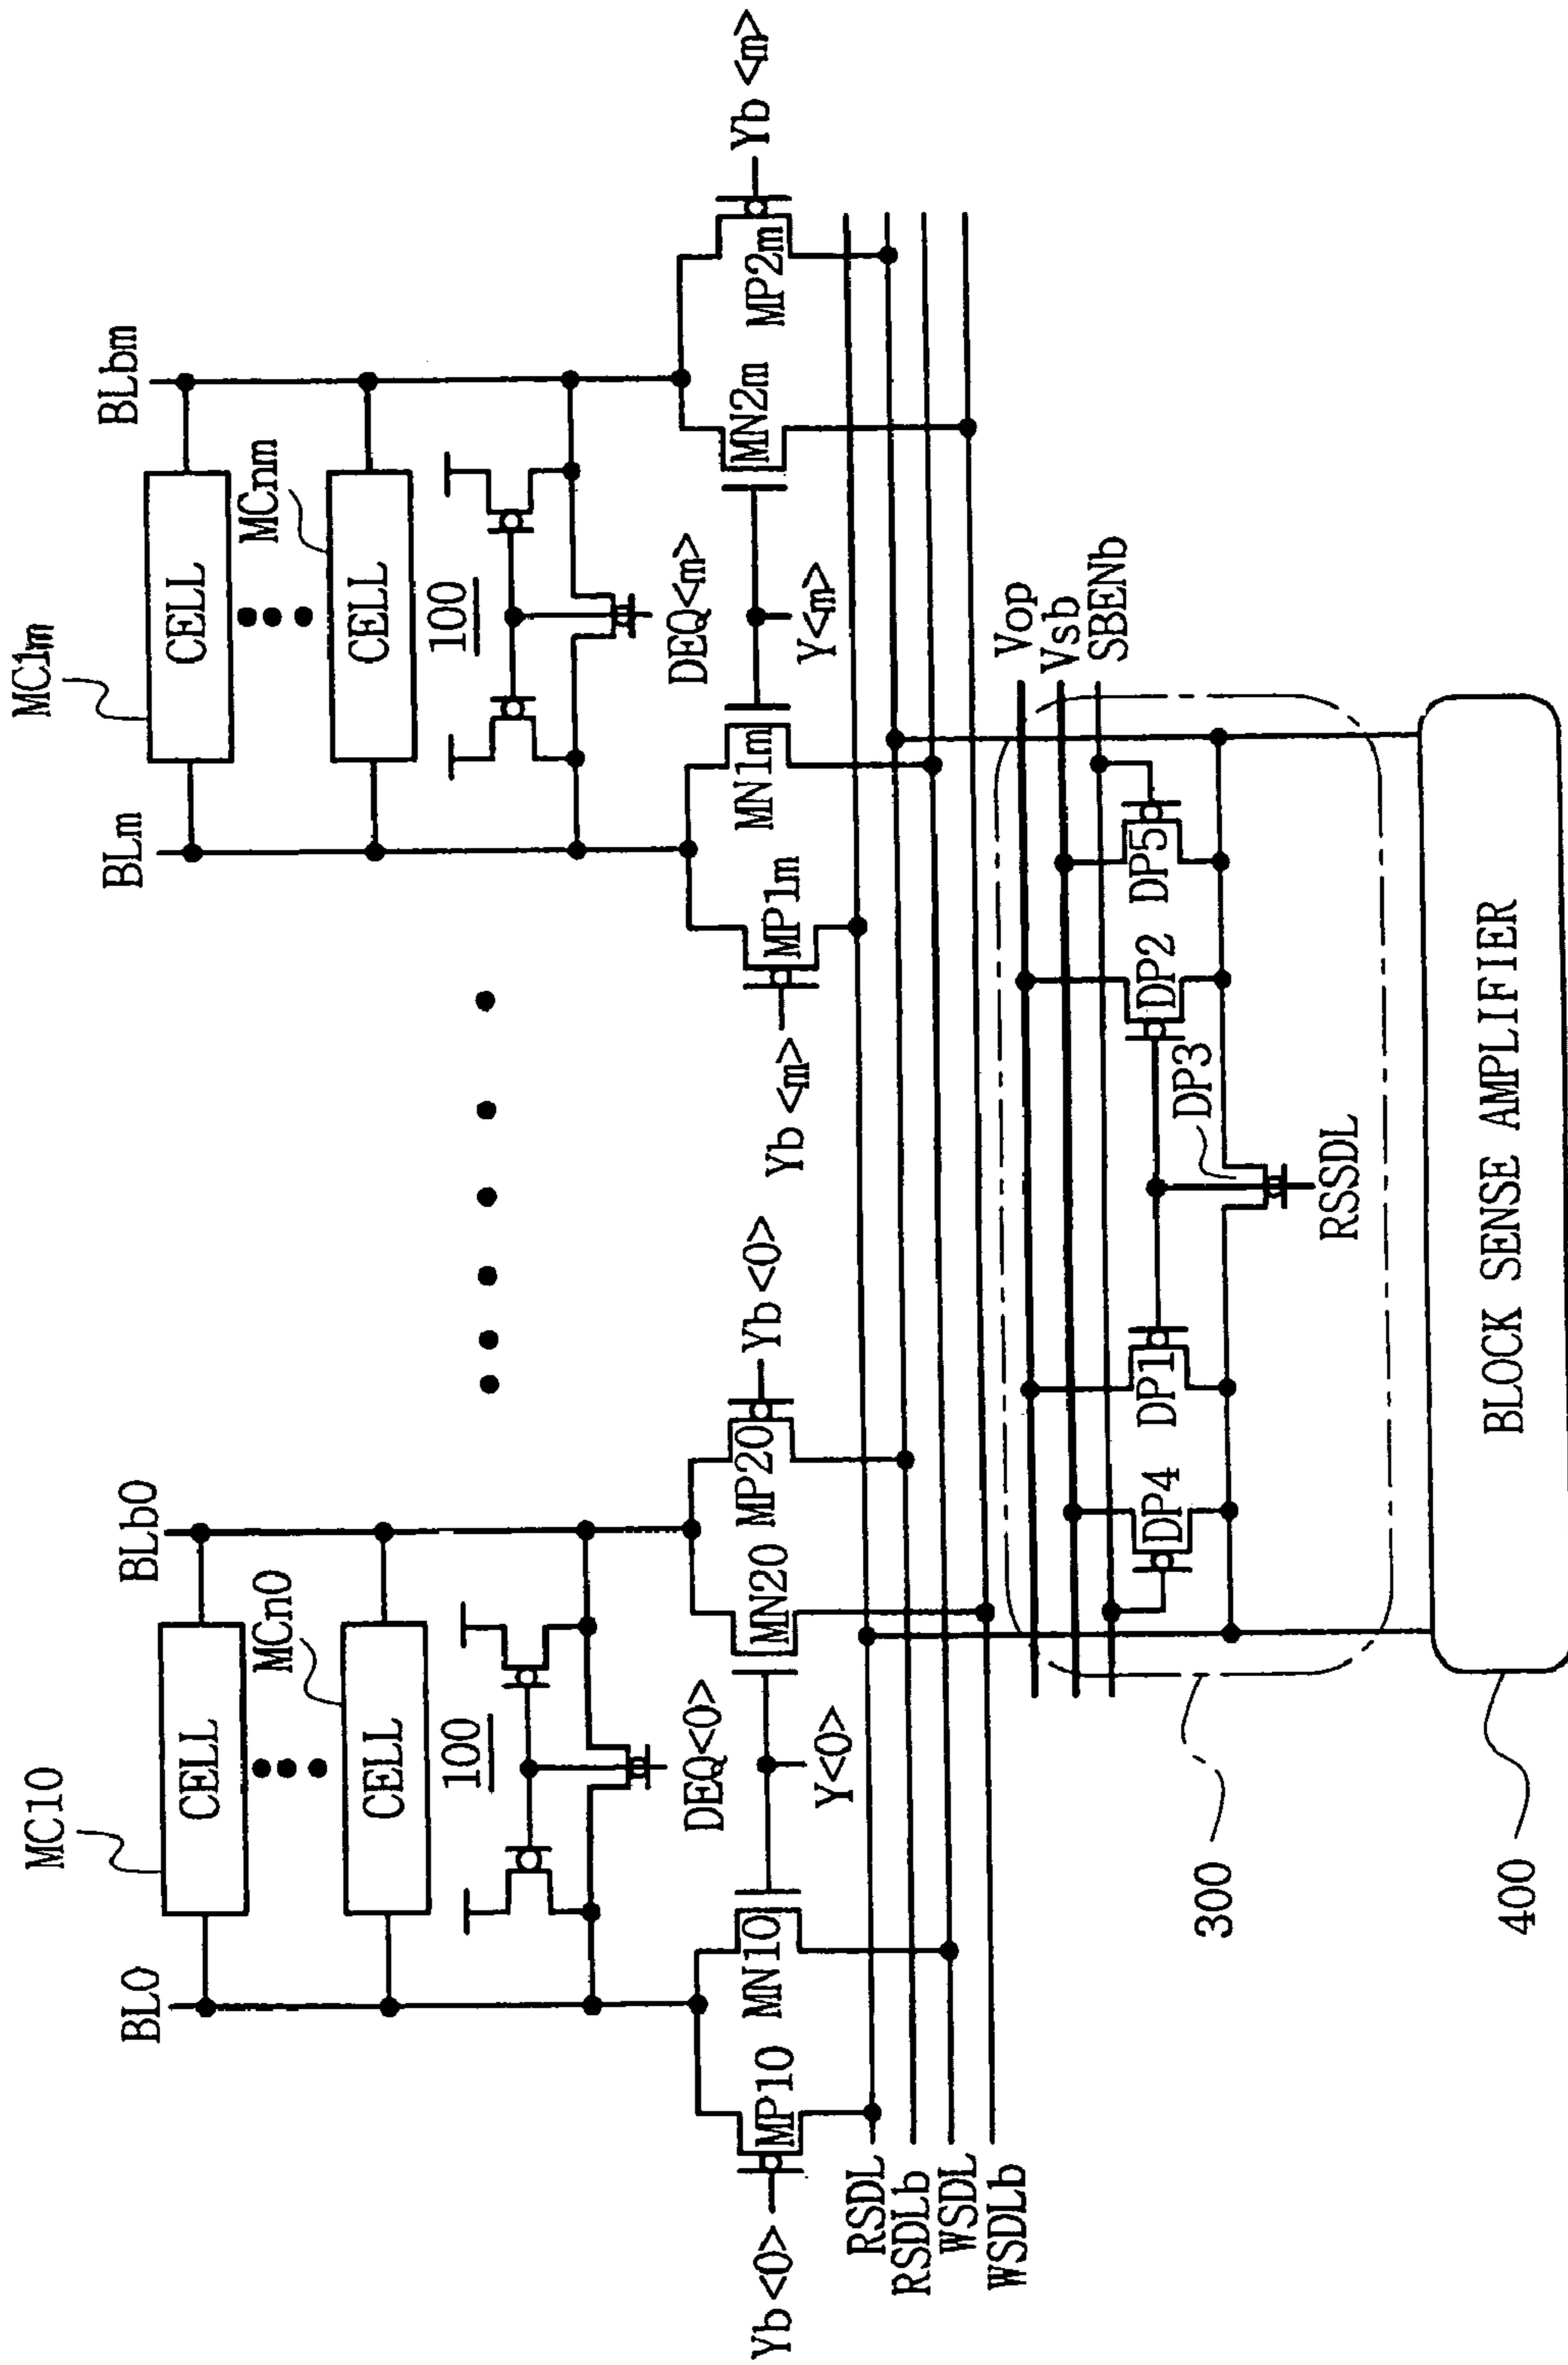 MC10
MC1m
BL0
CELL
BLb0
BLm
CELL
BLbm
MCn0
MCnm
CELL
CELL
100
100
DEQ<0>
DEQ<m>
Yb<0>
MP10
MN10
MN20
MP20
Yb<0>
Yb<m>
MP1m
MN1m
MN2m
MP2m
Yb<m>
Y<0>
Y<m>
RSDL
RSDLb
WSDL
WSDLb
Vop
Vsb
SBENb
DP4
DP1
DP2
DP5
DP3
300
RSSDL
400
BLOCK SENSE AMPLIFIER